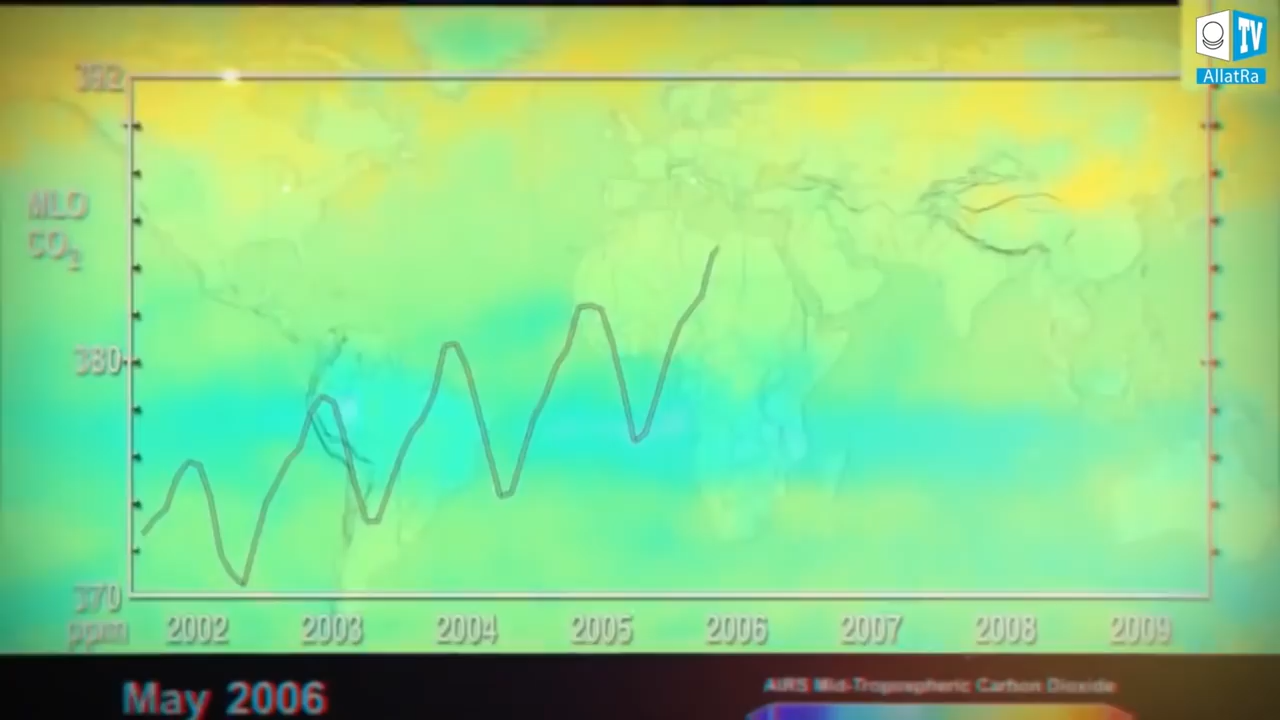 TV
AllatRa
392
MLO
CO₂
380
370
ppm
2002 2003 2004 2005 2006 2007 2008 2009
May 2006
AIRS Mid-Tropospheric Carbon Dioxide